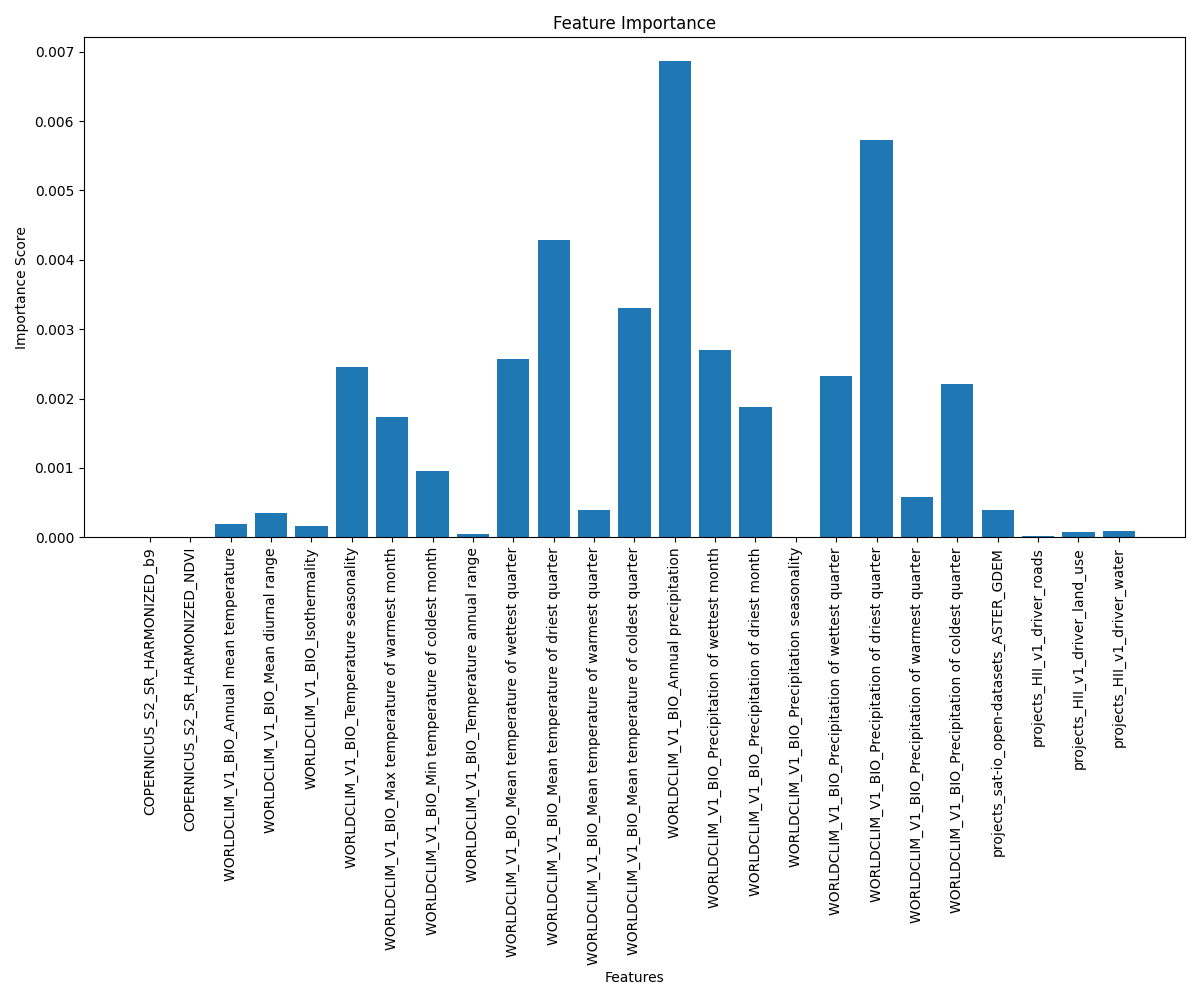 Feature Importance
0.007
0.006
0.005
0.004
0.003
0.002
0.001
0.000
Importance Score
COPERNICUS_S2_SR_HARMONIZED_b9
COPERNICUS_S2_SR_HARMONIZED_NDVI
WORLDCLIM_V1_BIO_Annual mean temperature
WORLDCLIM_V1_BIO_Mean diurnal range
WORLDCLIM_V1_BIO_Isothermality
WORLDCLIM_V1_BIO_Temperature seasonality
WORLDCLIM_V1_BIO_Max temperature of warmest month
WORLDCLIM_V1_BIO_Min temperature of coldest month
WORLDCLIM_V1_BIO_Temperature annual range
WORLDCLIM_V1_BIO_Mean temperature of wettest quarter
WORLDCLIM_V1_BIO_Mean temperature of driest quarter
WORLDCLIM_V1_BIO_Mean temperature of warmest quarter
WORLDCLIM_V1_BIO_Mean temperature of coldest quarter
WORLDCLIM_V1_BIO_Annual precipitation
WORLDCLIM_V1_BIO_Precipitation of wettest month
WORLDCLIM_V1_BIO_Precipitation of driest month
WORLDCLIM_V1_BIO_Precipitation seasonality
WORLDCLIM_V1_BIO_Precipitation of wettest quarter
WORLDCLIM_V1_BIO_Precipitation of driest quarter
WORLDCLIM_V1_BIO_Precipitation of warmest quarter
WORLDCLIM_V1_BIO_Precipitation of coldest quarter
projects_sat-io_open-datasets_ASTER_GDEM
projects_HII_v1_driver_roads
projects_HII_v1_driver_land_use
projects_HII_v1_driver_water
Features